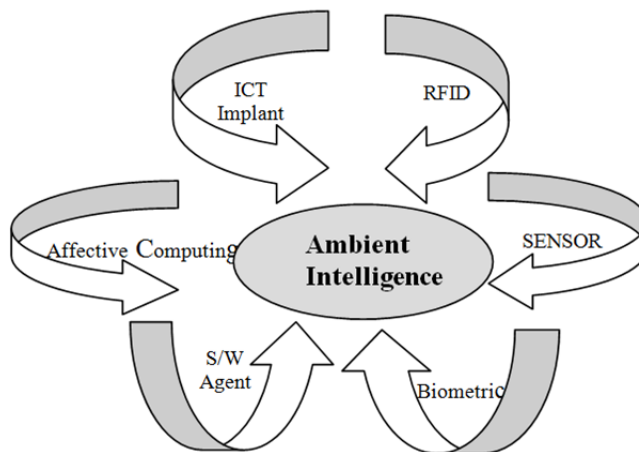 ICT
Implant
RFID
Affective Computing
Ambient
Intelligence
SENSOR
S/W
Agent
Biometric